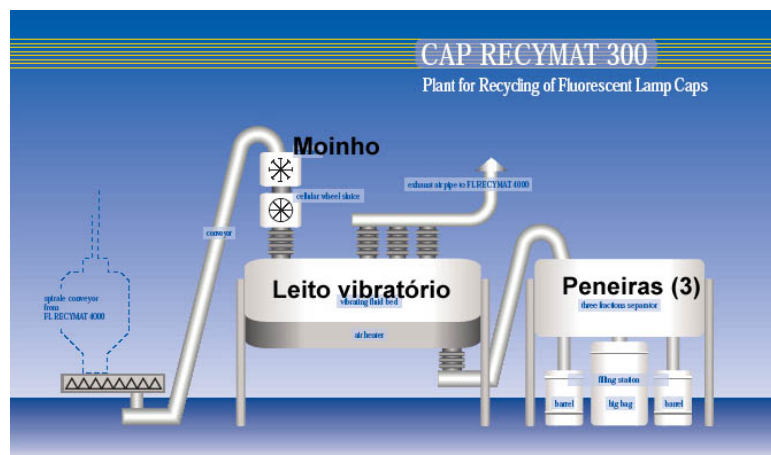 CAP RECYMAT 300
Plant for Recycling of Fluorescent Lamp Caps
Moinho
cellular wheel sluice
exhaust air pipe to FL RECYMAT 4000
conveyor
Leito vibratório
vibrating fluid bed
air heater
Peneiras (3)
three fractions separator
spirale conveyor
from
FL RECYMAT 4000
filling station
barrel
big bag
barrel